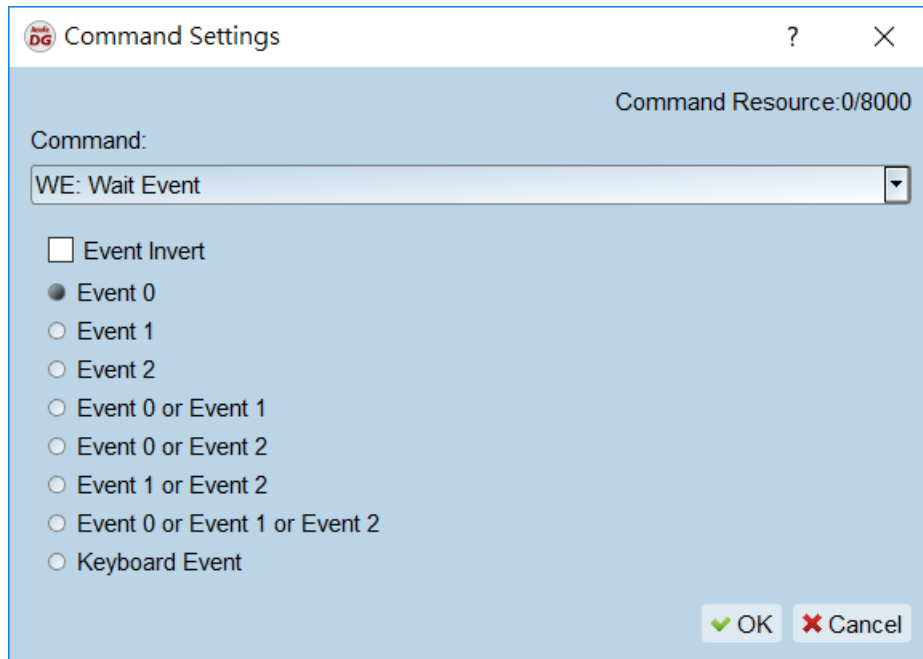 Acute DG Command Settings ?
Command Resource:0/8000
Command:
WE: Wait Event
Event Invert
Event 0
Event 1
Event 2
Event 0 or Event 1
Event 0 or Event 2
Event 1 or Event 2
Event 0 or Event 1 or Event 2
Keyboard Event
OK Cancel